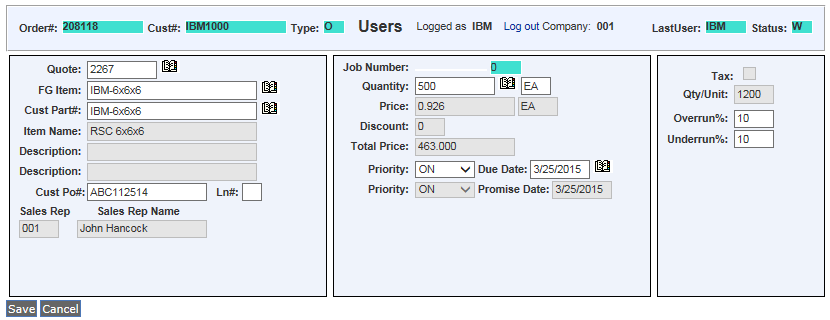 Order#: 208118 Cust#: IBM1000 Type: O Users Logged as IBM Log out Company: 001 LastUser: IBM Status: W
Quote: 2267
FG Item: IBM-6x6x6
Cust Part#: IBM-6x6x6
Item Name: RSC 6x6x6
Description:
Description:
Cust Po#: ABC112514 Ln#:
Sales Rep Sales Rep Name
001 John Hancock
Job Number: 0
Quantity: 500 EA
Price: 0.926 EA
Discount: 0
Total Price: 463.000
Priority: ON Due Date: 3/25/2015
Priority: ON Promise Date: 3/25/2015
Tax:
Qty/Unit: 1200
Overrun%: 10
Underrun%: 10
Save Cancel